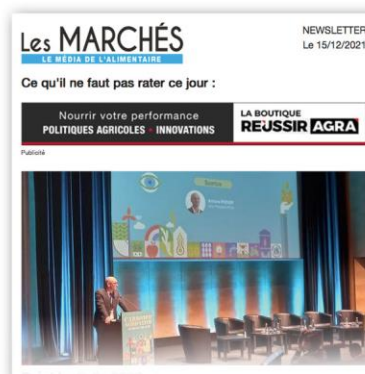 Les MARCHÉS
LE MÉDIA DE L'ALIMENTAIRE
NEWSLETTER
Le 15/12/2021
Ce qu'il ne faut pas rater ce jour :
Nourrir votre performance
POLITIQUES AGRICOLES • INNOVATIONS
LA BOUTIQUE
RÉUSSIR AGRA
Publicité